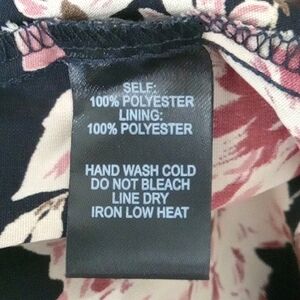 SELF:
100% POLYESTER
LINING:
100% POLYESTER
HAND WASH COLD
DO NOT BLEACH
LINE DRY
IRON LOW HEAT